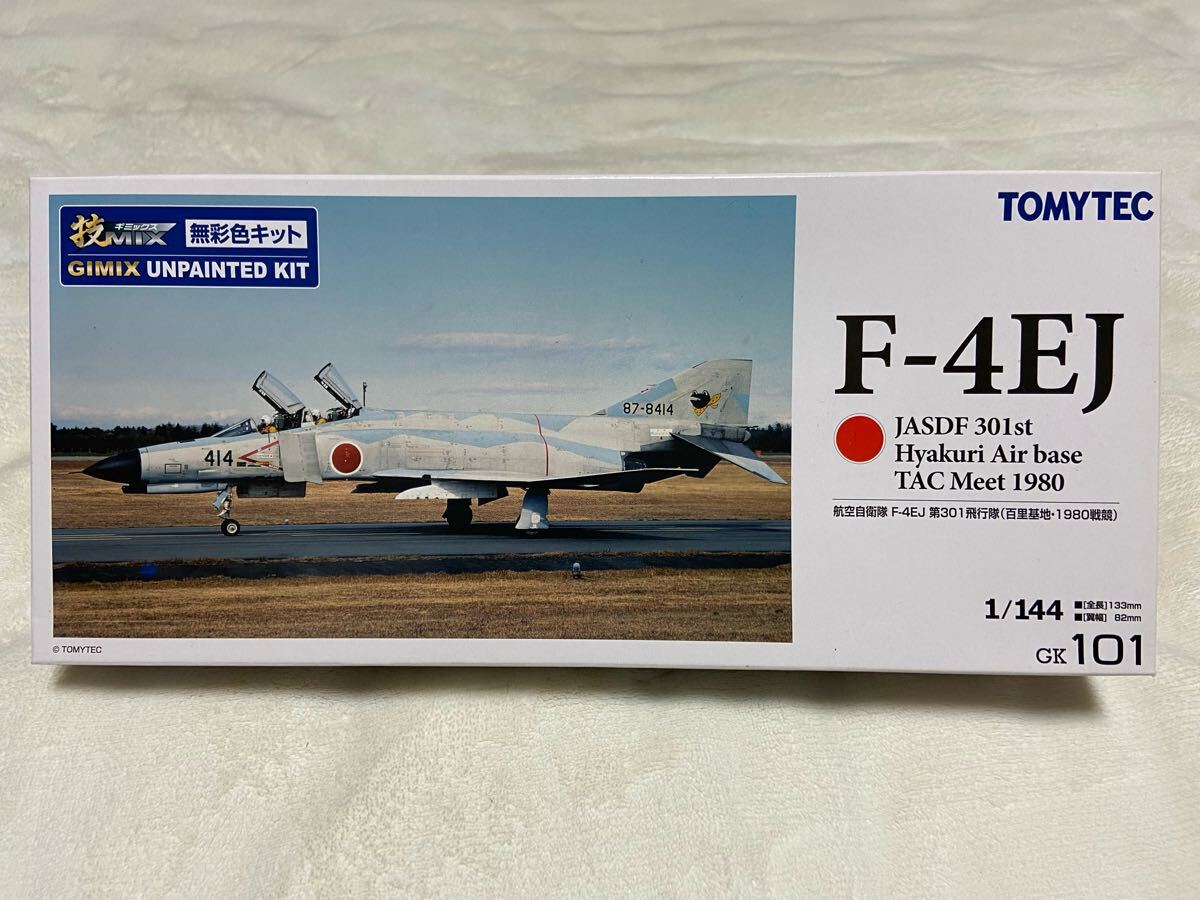 技MIX ギミックス 無彩色キット
GIMIX UNPAINTED KIT
TOMYTEC
F-4EJ
JASDF 301st
Hyakuri Air base
TAC Meet 1980
航空自衛隊 F-4EJ 第301飛行隊(百里基地・1980戦競)
1/144
■[全長]133mm
■[翼幅] 82mm
GK101
87-8414
414
© TOMYTEC